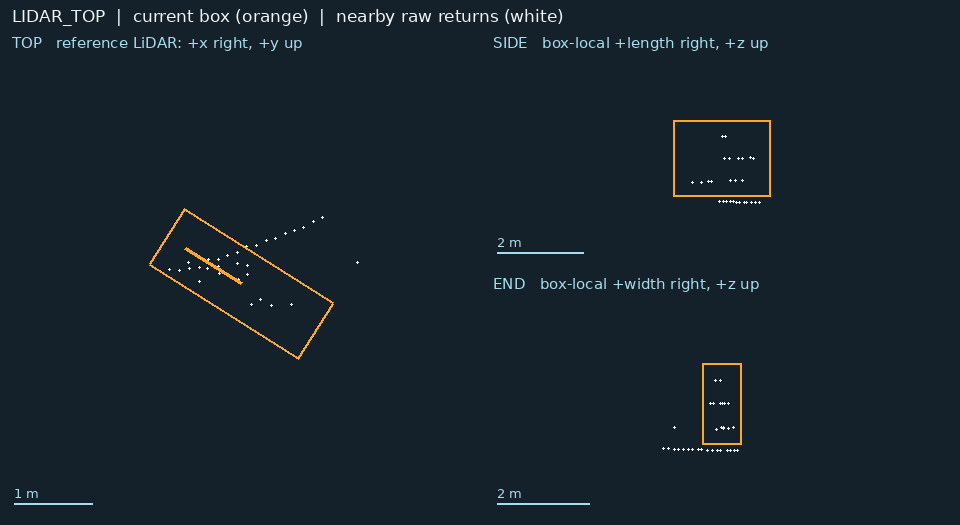 LIDAR_TOP  |  current box (orange)  |  nearby raw returns (white)
TOP   reference LiDAR: +x right, +y up
SIDE   box-local +length right, +z up
2 m
END   box-local +width right, +z up
1 m
2 m